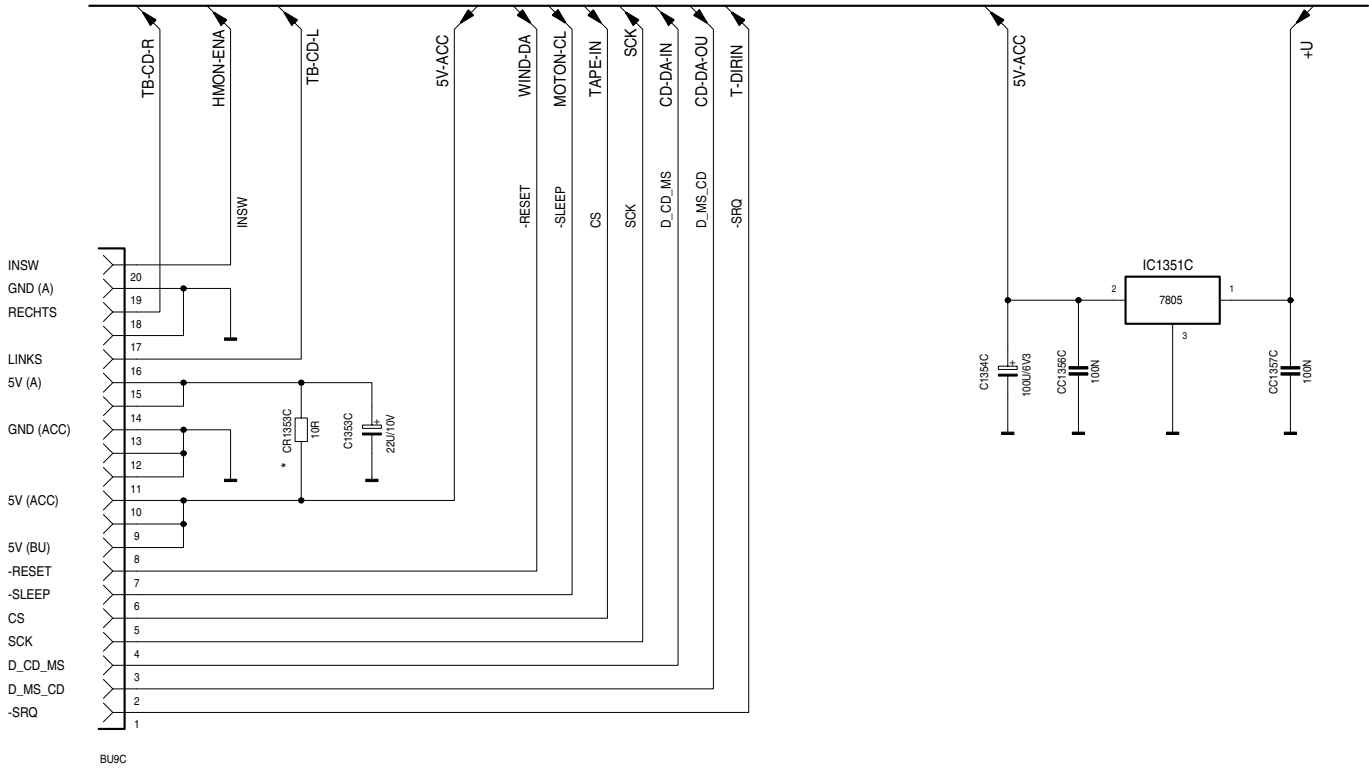 TB-CD-R
HMON-ENA
TB-CD-L
5V-ACC
WIND-DA
MOTON-CL
TAPE-IN
SCK
CD-DA-IN
CD-DA-OU
T-DIRIN
5V-ACC
+U
INSW
-RESET
-SLEEP
CS
SCK
D_CD_MS
D_MS_CD
-SRQ
INSW
20
GND (A)
19
RECHTS
18
17
LINKS
16
5V (A)
15
14
GND (ACC)
13
12
11
5V (ACC)
10
9
5V (BU)
8
-RESET
7
-SLEEP
6
CS
5
SCK
4
D_CD_MS
3
D_MS_CD
2
-SRQ
1
BU9C
*
CR1353C
10R
C1353C
+
22U/10V
IC1351C
2
7805
1
3
C1354C
+
100U/6V3
CC1356C
100N
CC1357C
100N